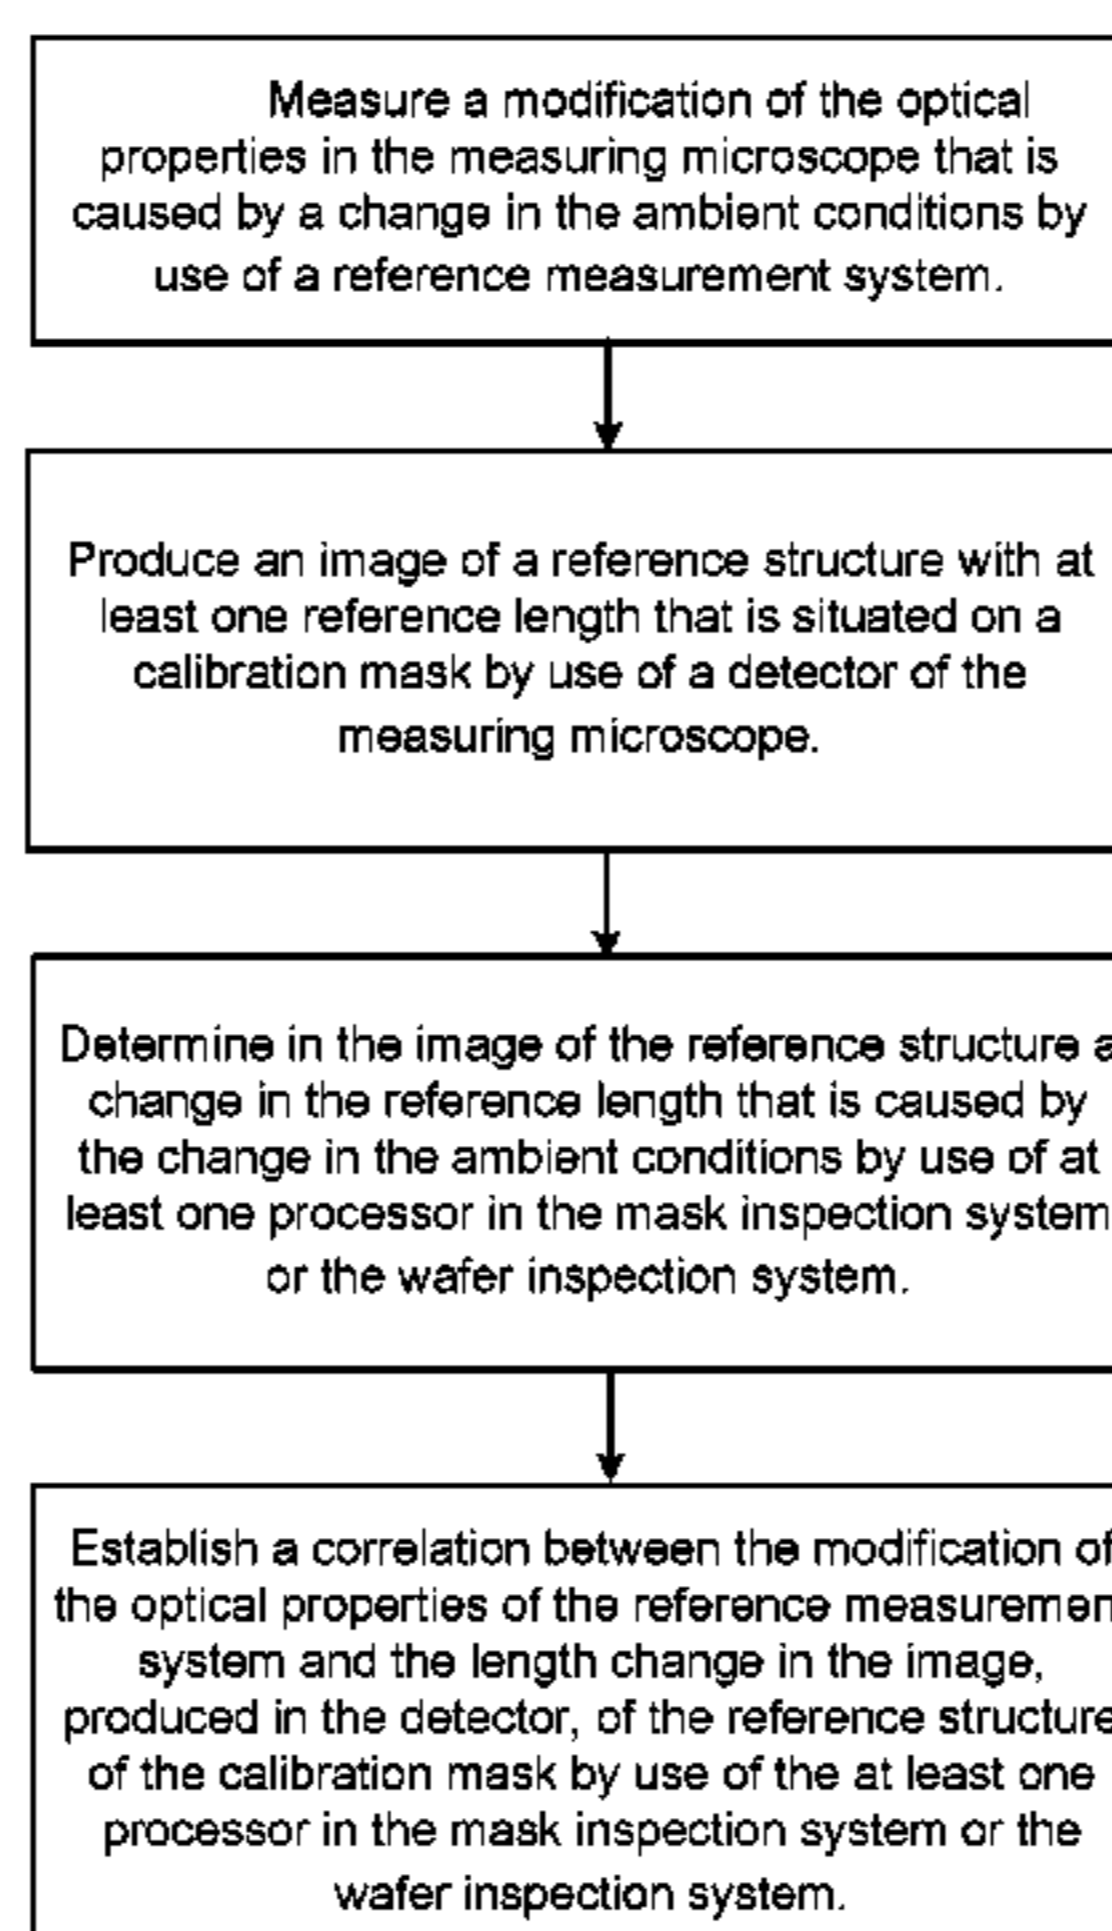 Measure a modification of the optical
properties in the measuring microscope that is
caused by a change in the ambient conditions by
use of a reference measurement system.
Produce an image of a reference structure with at
least one reference length that is situated on a
calibration mask by use of a detector of the
measuring microscope.
Determine in the image of the reference structure a
change in the reference length that is caused by
the change in the ambient conditions by use of at
least one processor in the mask inspection system
or the wafer inspection system.
Establish a correlation between the modification of
the optical properties of the reference measuremen
system and the length change in the image,
produced in the detector, of the reference structure
of the calibration mask by use of the at least one
processor in the mask inspection system or the
wafer inspection system.